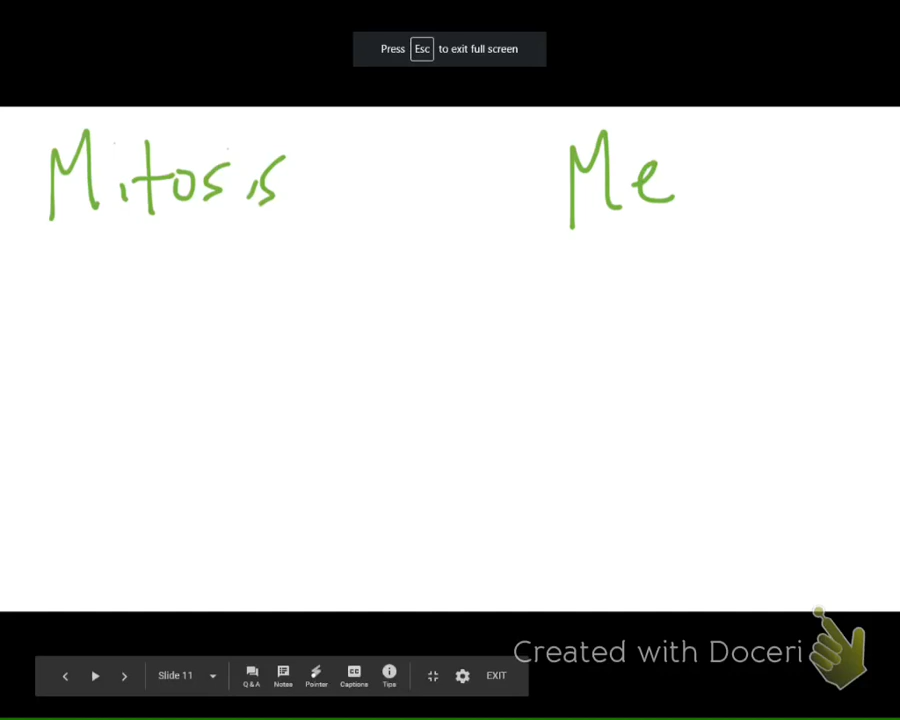 Press Esc to exit full screen
Mitosis Me
Created with Doceri
Slide 11 Q&A Notes Pointer Captions Tips EXIT